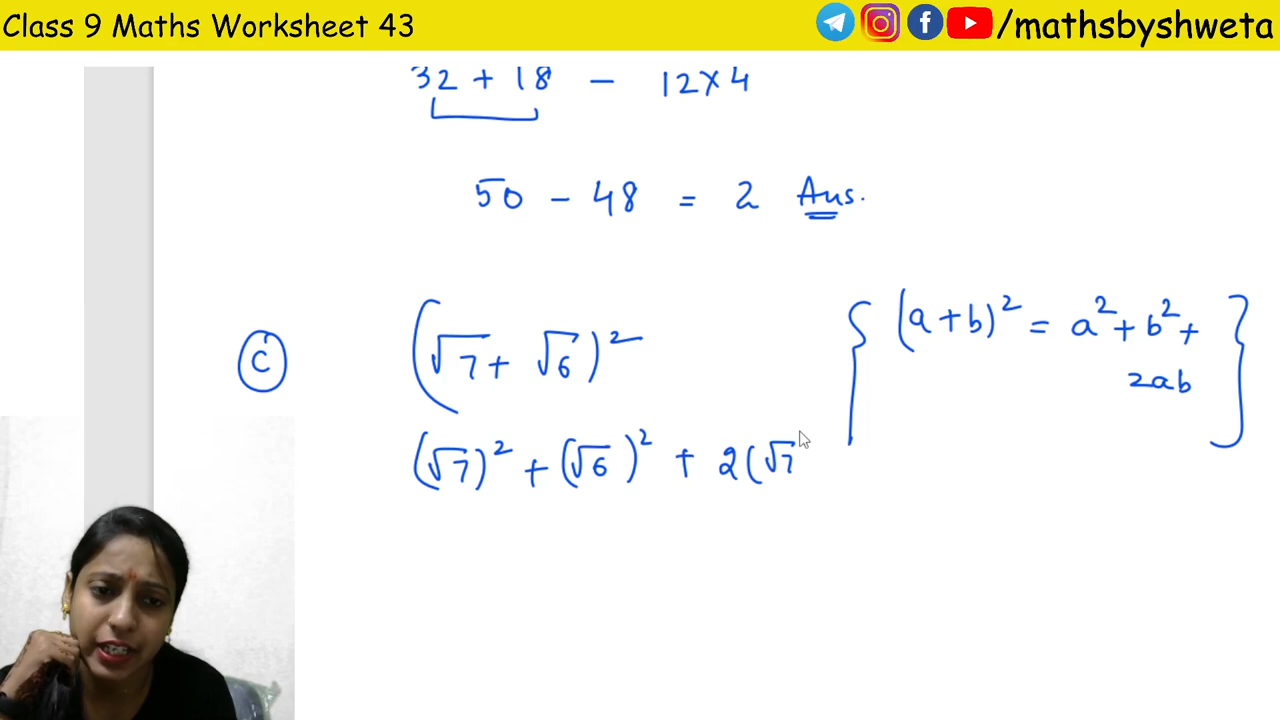 Class 9 Maths Worksheet 43
/mathsbyshweta
32 + 18 - 12×4
50 - 48 = 2 Ans.
(C) (√7 + √6)²
{(a+b)² = a² + b² +
2ab}
(√7)² + (√6)² + 2(√7